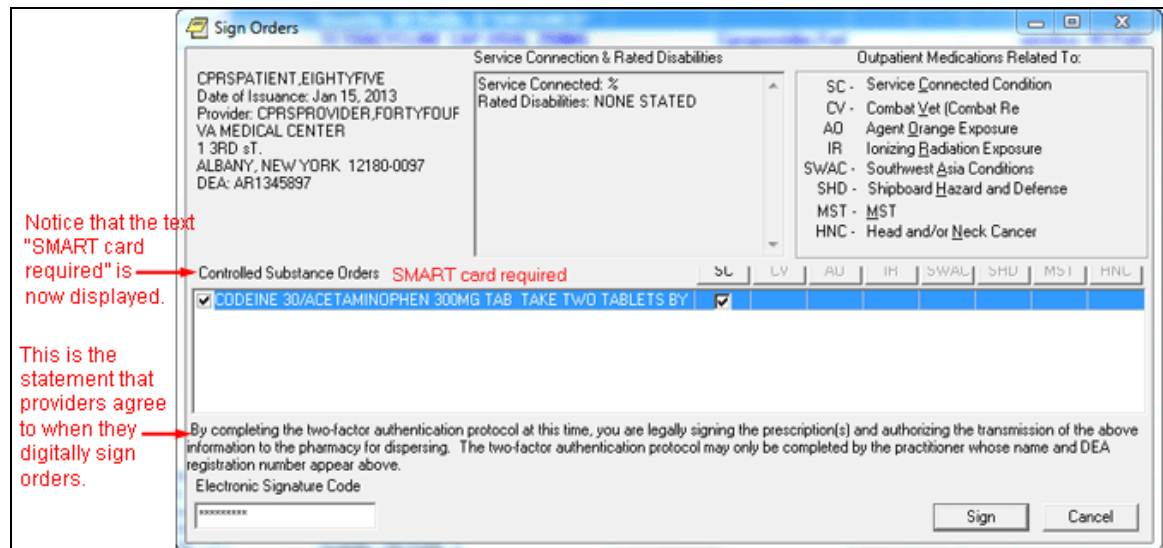 Sign Orders
Service Connection & Rated Disabilities
Outpatient Medications Related To:
CPRSPATIENT,EIGHTYFIVE
Date of Issuance: Jan 15, 2013
Provider: CPRSPROVIDER,FORTYFOUF
VA MEDICAL CENTER
1 3RD sT.
ALBANY, NEW YORK 12180-0097
DEA: AR1345897
Service Connected: %
Rated Disabilities: NONE STATED
SC - Service Connected Condition
CV - Combat Vet (Combat Re
AO Agent Orange Exposure
IR Ionizing Radiation Exposure
SWAC - Southwest Asia Conditions
SHD - Shipboard Hazard and Defense
MST - MST
HNC - Head and/or Neck Cancer
Notice that the text
"SMART card
required" is
now displayed.
Controlled Substance Orders SMART card required SC CV AO IR SWAC SHD MST HNC
CODEINE 30/ACETAMINOPHEN 300MG TAB TAKE TWO TABLETS BY
This is the
statement that
providers agree
to when they
digitally sign
orders.
By completing the two-factor authentication protocol at this time, you are legally signing the prescription(s) and authorizing the transmission of the above
information to the pharmacy for dispersing. The two-factor authentication protocol may only be completed by the practitioner whose name and DEA
registration number appear above.
Electronic Signature Code
*********
Sign Cancel